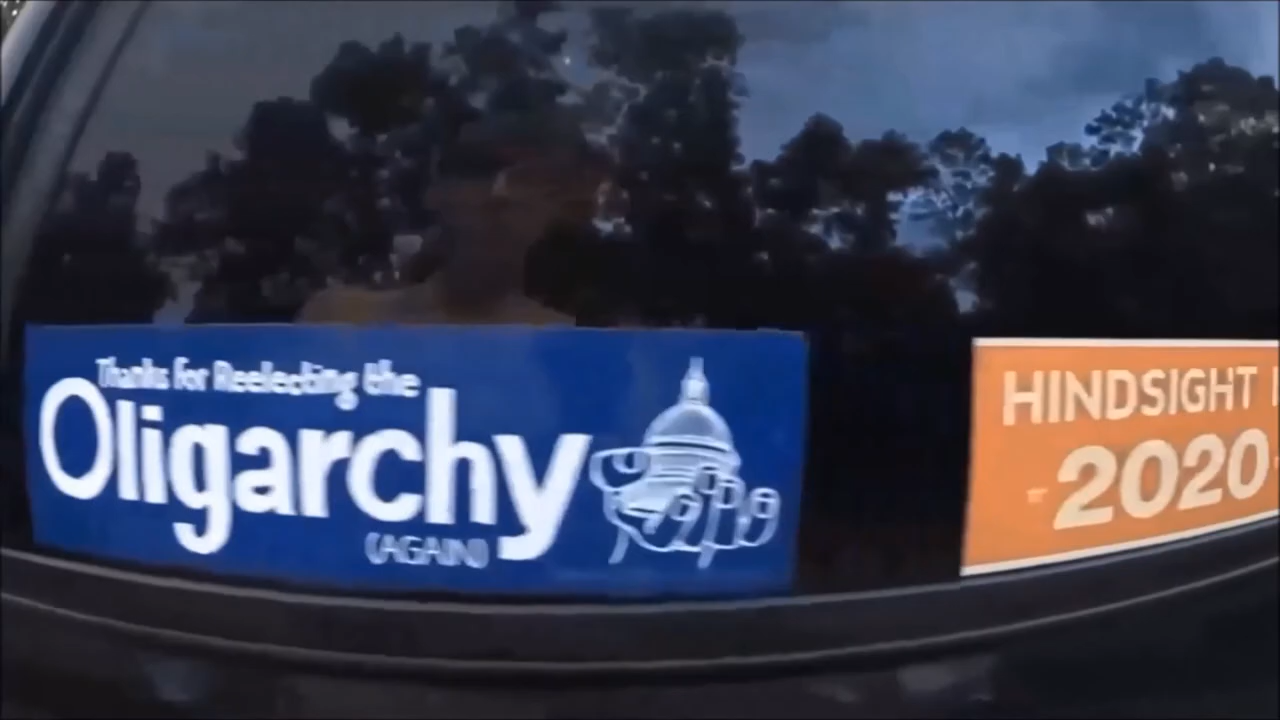 Thanks for Reelecting the
Oligarchy
(AGAIN)
HINDSIGHT
2020